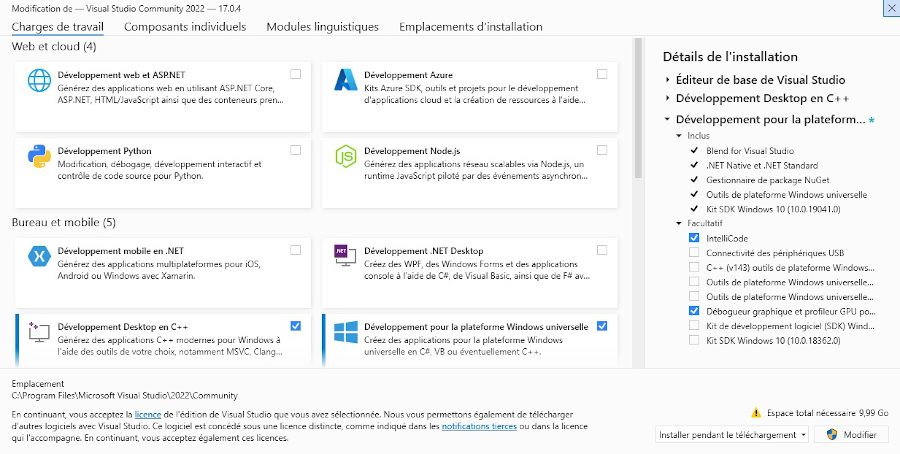 Modification de — Visual Studio Community 2022 — 17.0.4
Charges de travail
Composants individuels
Modules linguistiques
Emplacements d'installation
Web et cloud (4)
Développement web et ASP.NET
Générez des applications web en utilisant ASP.NET Core,
ASP.NET, HTML/JavaScript ainsi que des conteneurs pren...
Développement Azure
Kits Azure SDK, outils et projets pour le développement
d'applications cloud et la création de ressources à l'aide...
Développement Python
Modification, débogage, développement interactif et
contrôle de code source pour Python.
Développement Node.js
Générez des applications réseau scalables via Node.js, un
runtime JavaScript piloté par des événements asynchron...
Bureau et mobile (5)
Développement mobile en .NET
Générez des applications multiplateformes pour iOS,
Android ou Windows avec Xamarin.
.NET
Développement .NET Desktop
Créez des WPF, des Windows Forms et des applications
console à l'aide de C#, de Visual Basic, ainsi que de F# av...
Développement Desktop en C++
Générez des applications C++ modernes pour Windows à
l'aide des outils de votre choix, notamment MSVC, Clang...
Développement pour la plateforme Windows universelle
Créez des applications pour la plateforme Windows
universelle en C#, VB ou éventuellement C++.
Détails de l'installation
Éditeur de base de Visual Studio
Développement Desktop en C++
Développement pour la plateform... *
Inclus
Blend for Visual Studio
.NET Native et .NET Standard
Gestionnaire de package NuGet
Outils de plateforme Windows universelle
Kit SDK Windows 10 (10.0.19041.0)
Facultatif
IntelliCode
Connectivité des périphériques USB
C++ (v143) outils de plateforme Windows...
Outils de plateforme Windows universelle...
Outils de plateforme Windows universelle...
Débogueur graphique et profileur GPU po...
Kit de développement logiciel (SDK) Wind...
Kit SDK Windows 10 (10.0.18362.0)
Emplacement
C:\Program Files\Microsoft Visual Studio\2022\Community
En continuant, vous acceptez la licence de l'édition de Visual Studio que vous avez sélectionnée. Nous vous permettons également de télécharger
d'autres logiciels avec Visual Studio. Ce logiciel est concédé sous une licence distincte, comme indiqué dans les notifications tierces ou dans la licence
qui l'accompagne. En continuant, vous acceptez également ces licences.
Espace total nécessaire 9,99 Go
Installer pendant le téléchargement
Modifier